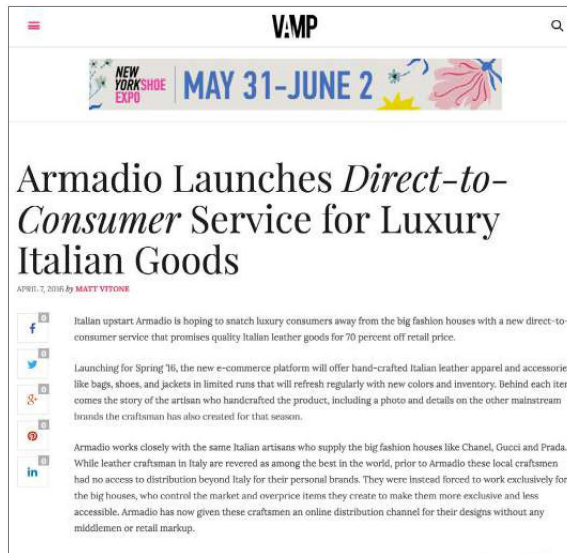 VAMP
NEW
YORKSHOE
EXPO
MAY 31-JUNE 2
Armadio Launches Direct-to-
Consumer Service for Luxury
Italian Goods
APRIL 7, 2016 by MATT VITONE
0
Italian upstart Armadio is hoping to snatch luxury consumers away from the big fashion houses with a new direct-to-
f
consumer service that promises quality Italian leather goods for 70 percent off retail price.
0
Launching for Spring '16, the new e-commerce platform will offer hand-crafted Italian leather apparel and accessorie
like bags, shoes, and jackets in limited runs that will refresh regularly with new colors and inventory. Behind each iter
0
g+
comes the story of the artisan who handcrafted the product, including a photo and details on the other mainstream
brands the craftsman has also created for that season.
0
Armadio works closely with the same Italian artisans who supply the big fashion houses like Chanel, Gucci and Prada.
While leather craftsman in Italy are revered as among the best in the world, prior to Armadio these local craftsmen
0
in
had no access to distribution beyond Italy for their personal brands. They were instead forced to work exclusively for
the big houses, who control the market and overprice items they create to make them more exclusive and less
accessible. Armadio has now given these craftsmen an online distribution channel for their designs without any
middlemen or retail markup.